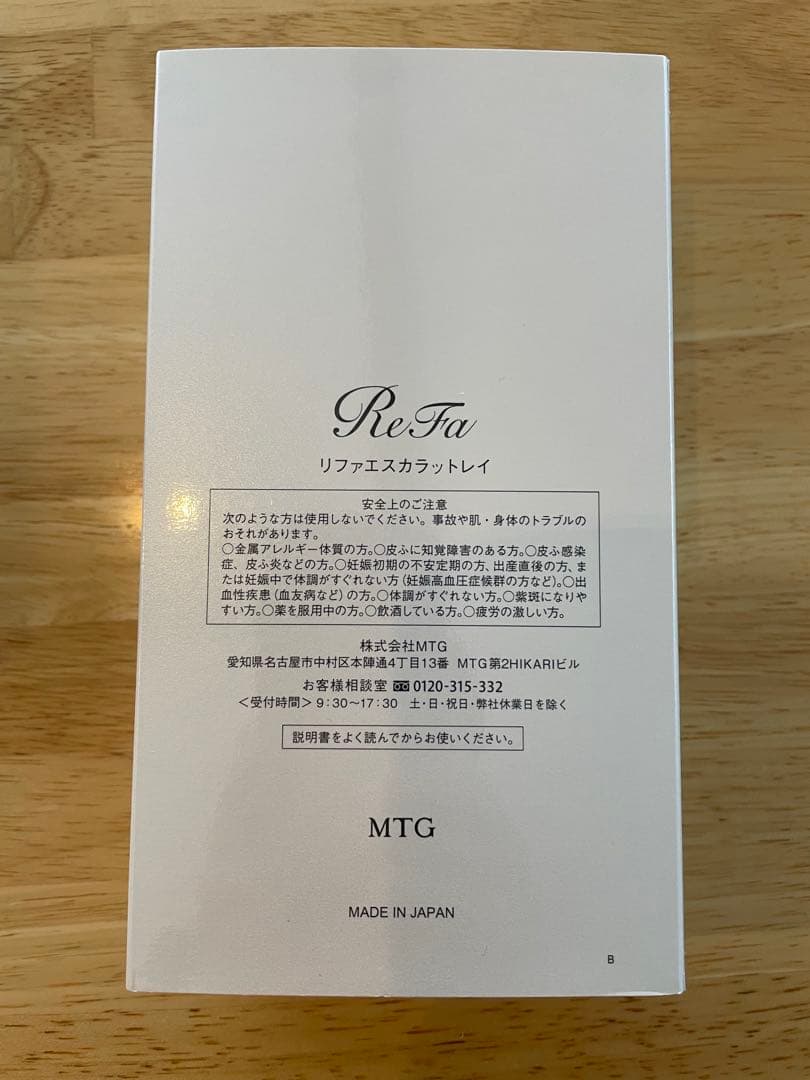 ReFa
リファエスカラットレイ
安全上のご注意
次のような方は使用しないでください。事故や肌・身体のトラブルの
おそれがあります。
○金属アレルギー体質の方。○皮ふに知覚障害のある方。○皮ふ感染
症、皮ふ炎などの方。○妊娠初期の不安定期の方、出産直後の方、ま
たは妊娠中で体調がすぐれない方（妊娠高血圧症候群の方など）。○出
血性疾患（血友病など）の方。○体調がすぐれない方。○紫斑になりや
すい方。○薬を服用中の方。○飲酒している方。○疲労の激しい方。
株式会社MTG
愛知県名古屋市中村区本陣通4丁目13番 MTG第2HIKARIビル
お客様相談室 0120-315-332
＜受付時間＞9:30～17:30 土・日・祝日・弊社休業日を除く
説明書をよく読んでからお使いください。
MTG
MADE IN JAPAN
B